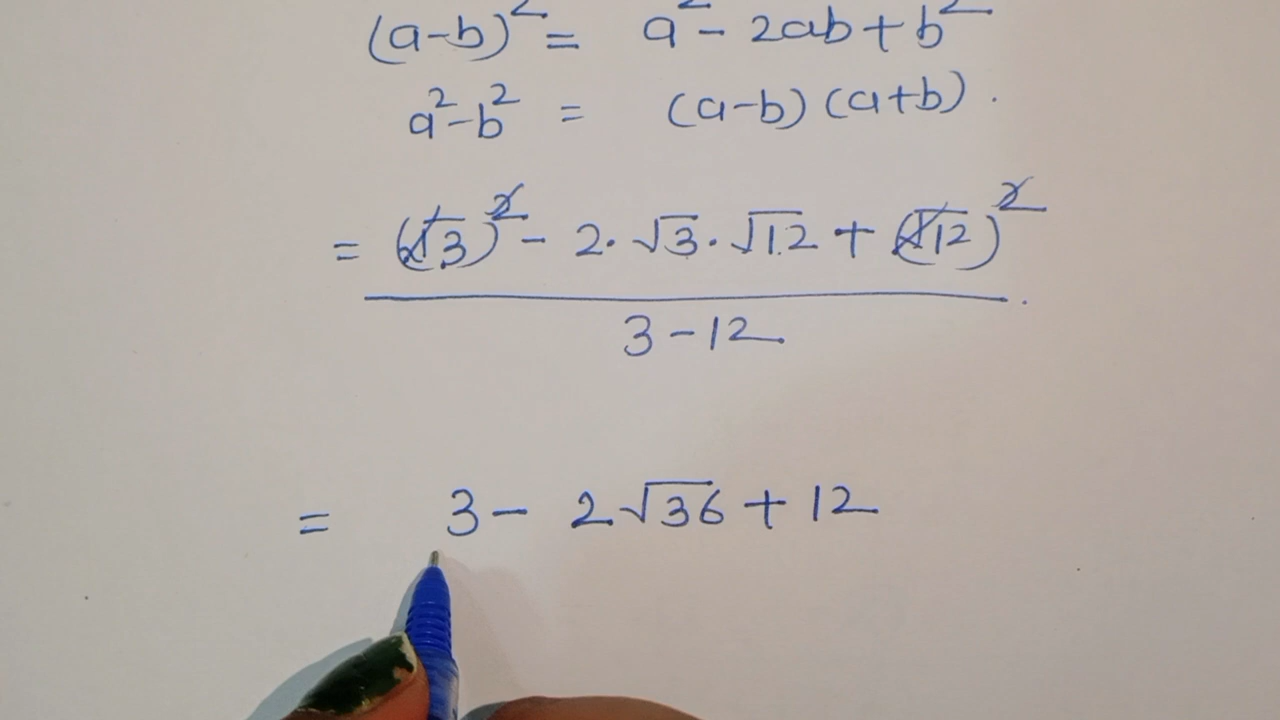 (a-b)² = a² - 2ab + b²
a² - b² = (a-b) (a+b).
= (√3)² - 2·√3·√12 + (√12)²
3 - 12
= 3 - 2√36 + 12